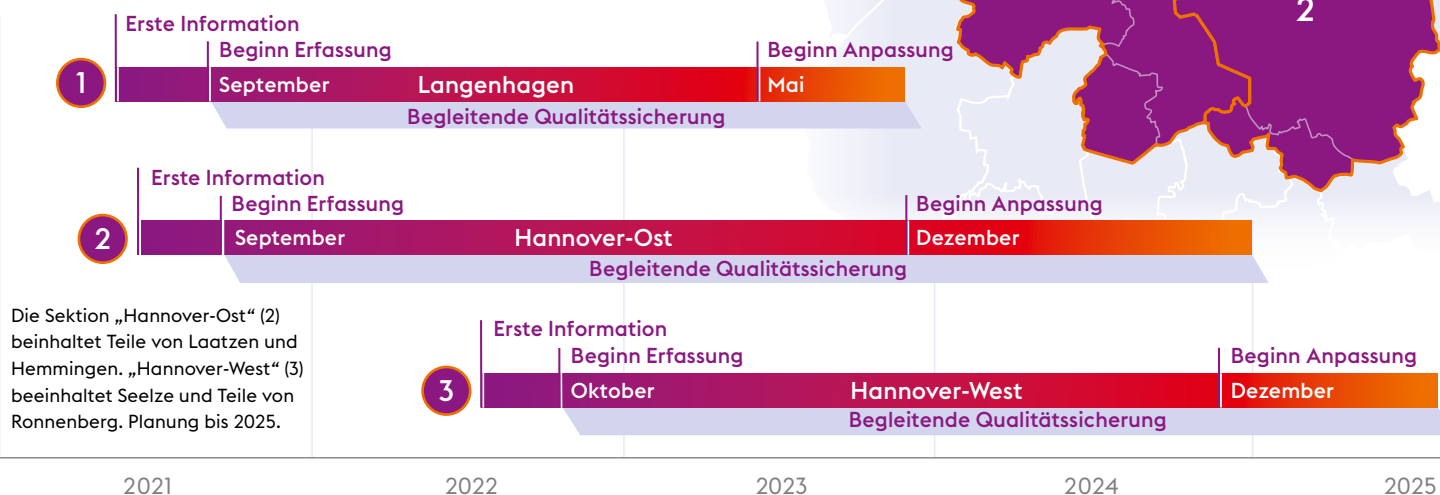 2
Erste Information
Beginn Erfassung
Beginn Anpassung
1
September
Langenhagen
Mai
Begleitende Qualitätssicherung
Erste Information
Beginn Erfassung
Beginn Anpassung
2
September
Hannover-Ost
Dezember
Begleitende Qualitätssicherung
Die Sektion „Hannover-Ost“ (2)
beinhaltet Teile von Laatzen und
Hemmingen. „Hannover-West“ (3)
beeinhaltet Seelze und Teile von
Ronnenberg. Planung bis 2025.
Erste Information
Beginn Erfassung
Beginn Anpassung
3
Oktober
Hannover-West
Dezember
Begleitende Qualitätssicherung
2021
2022
2023
2024
2025